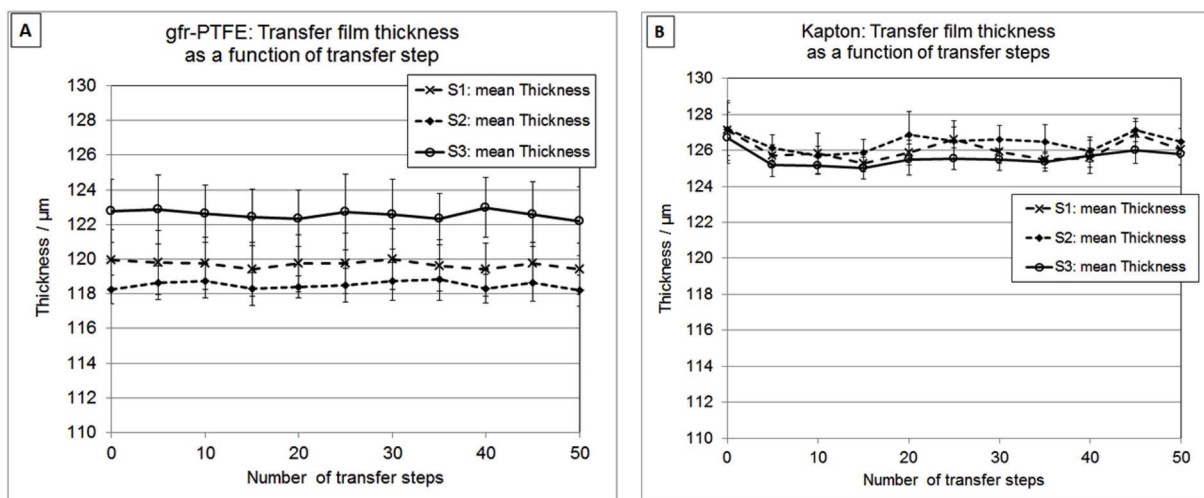 A
gfr-PTFE: Transfer film thickness
as a function of transfer step
130
128
126
124
122
120
118
116
114
112
110
Thickness / µm
S1: mean Thickness
S2: mean Thickness
S3: mean Thickness
0 10 20 30 40 50
Number of transfer steps
B
Kapton: Transfer film thickness
as a function of transfer steps
130
128
126
124
122
120
118
116
114
112
110
Thickness / µm
S1: mean Thickness
S2: mean Thickness
S3: mean Thickness
0 10 20 30 40 50
Number of transfer steps